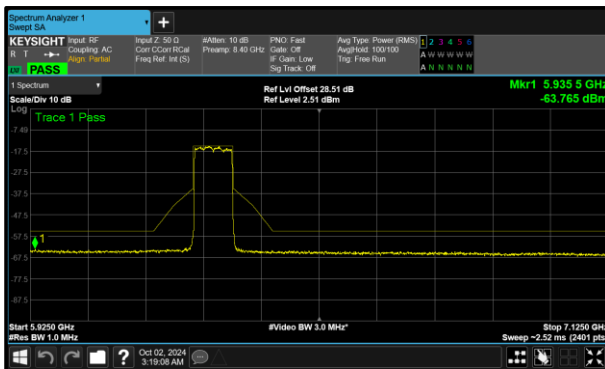 Spectrum Analyzer 1
Swept SA
KEYSIGHT
R T
PASS
Input: RF
Coupling: AC
Align: Partial
Input Z: 50 Ω
Corr CCorr RCal
Freq Ref: Int (S)
#Atten: 10 dB
Preamp: 8.40 GHz
PNO: Fast
Gate: Off
IF Gain: Low
Sig Track: Off
Avg Type: Power (RMS)
Avg|Hold: 100/100
Trig: Free Run
1 2 3 4 5 6
A W W W W W
A N N N N N
1 Spectrum
Scale/Div 10 dB
Ref Lvl Offset 28.51 dB
Ref Level 2.51 dBm
Mkr1 5.935 5 GHz
-63.765 dBm
Log
Trace 1 Pass
-7.49
-17.5
-27.5
-37.5
-47.5
-57.5
-67.5
-77.5
-87.5
1
Start 5.9250 GHz
#Res BW 1.0 MHz
#Video BW 3.0 MHz*
Stop 7.1250 GHz
Sweep ~2.52 ms (2401 pts)
?
Oct 02, 2024
3:19:08 AM